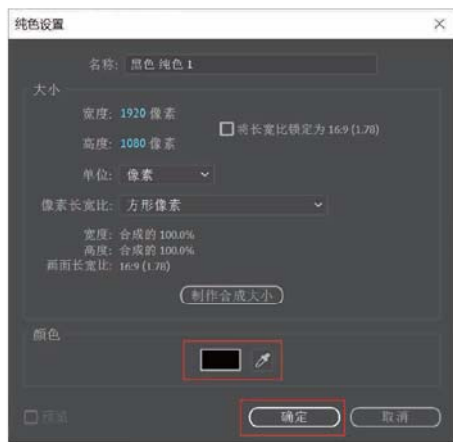 纯色设置
名称: 黑色 纯色 1
大小
宽度: 1920 像素
高度: 1080 像素
将长宽比锁定为 16:9 (1.78)
单位: 像素
像素长宽比: 方形像素
宽度: 合成的 100.0%
高度: 合成的 100.0%
画面长宽比: 16:9 (1.78)
制作合成大小
颜色
预览
确定
取消